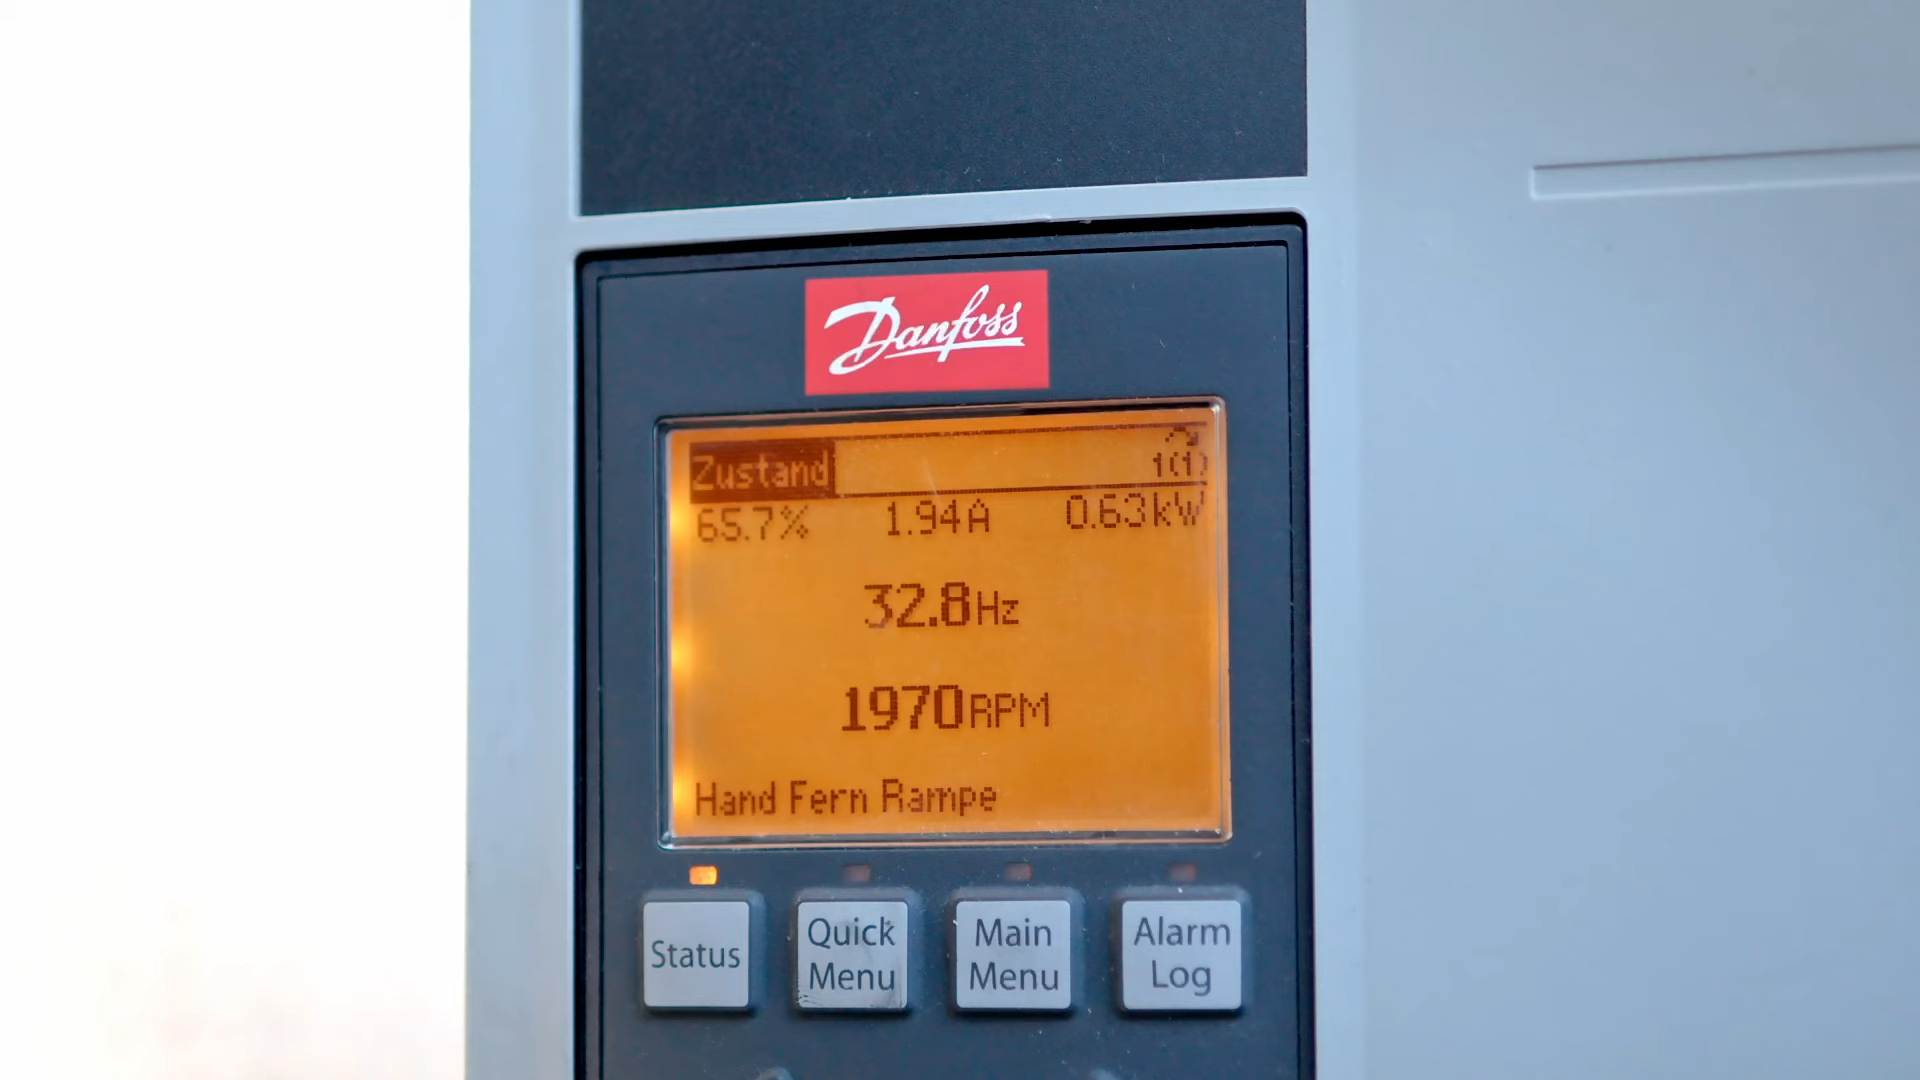 Danfoss
Zustand 1(1)
65.7% 1.94A 0.63kW
32.8Hz
1970RPM
Hand Fern Rampe
Status
Quick Menu
Main Menu
Alarm Log